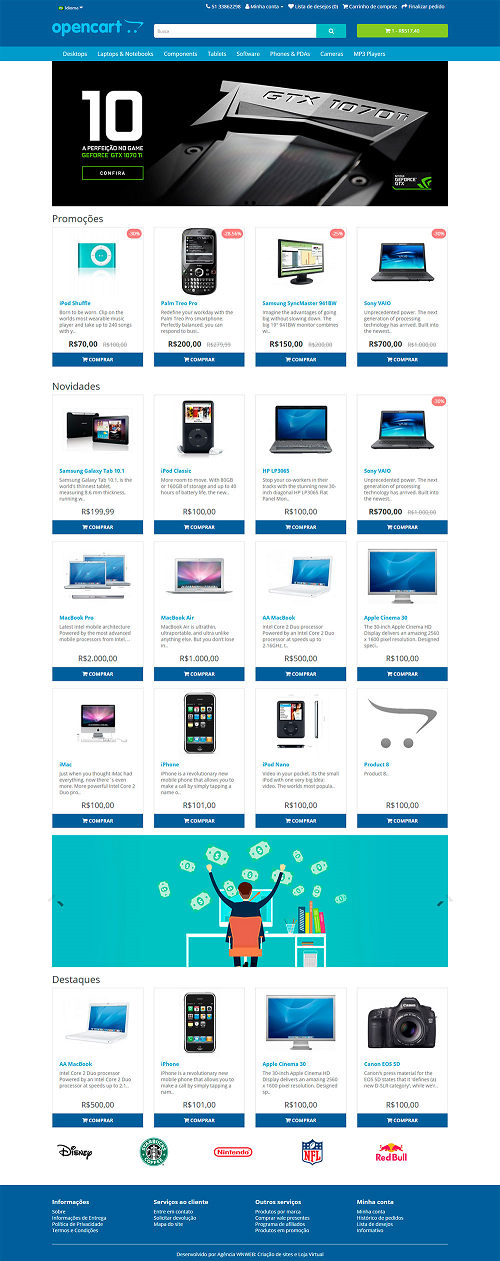 Idioma
51 33862298 Minha conta Lista de desejos (0) Carrinho de compras Finalizar pedido
opencart
Busca
1 - R$517,40
Desktops Laptops & Notebooks Components Tablets Software Phones & PDAs Cameras MP3 Players
10
A PERFEIÇÃO NO GAME
GEFORCE® GTX 1070 TI
CONFIRA
GTX 1070 Ti
GEFORCE
GTX
Promoções
-30%
-28.55%
-25%
-30%
iPod Shuffle
Born to be worn. Clip on the
worlds most wearable music
player and take up to 240 songs
with y..
R$70,00 R$100,00
COMPRAR
Palm Treo Pro
Redefine your workday with the
Palm Treo Pro smartphone.
Perfectly balanced, you can
respond to busi..
R$200,00 R$279,99
COMPRAR
Samsung SyncMaster 941BW
Imagine the advantages of going
big without slowing down. The
big 19" 941BW monitor combines
wi..
R$150,00 R$200,00
COMPRAR
Sony VAIO
Unprecedented power. The next
generation of processing
technology has arrived. Built into
the newest..
R$700,00 R$1.000,00
COMPRAR
Novidades
Samsung Galaxy Tab 10.1
Samsung Galaxy Tab 10.1, is the
world's thinnest tablet,
measuring 8.6 mm thickness,
running w..
R$199,99
COMPRAR
iPod Classic
More room to move. With 80GB
or 160GB of storage and up to 40
hours of battery life, the new..
R$100,00
COMPRAR
HP LP3065
Stop your co-workers in their
tracks with the stunning new 30-
inch diagonal HP LP3065 Flat
Panel Mon..
R$100,00
COMPRAR
-30%
Sony VAIO
Unprecedented power. The next
generation of processing
technology has arrived. Built into
the newest..
R$700,00 R$1.000,00
COMPRAR
MacBook Pro
Latest Intel mobile architecture
Powered by the most advanced
mobile processors from Intel, ..
R$2.000,00
COMPRAR
MacBook Air
MacBook Air is ultrathin,
ultraportable, and ultra unlike
anything else. But you don't lose
in..
R$1.000,00
COMPRAR
AA MacBook
Intel Core 2 Duo processor
Powered by an Intel Core 2 Duo
processor at speeds up to
2.16GHz, t..
R$500,00
COMPRAR
Apple Cinema 30
The 30-inch Apple Cinema HD
Display delivers an amazing 2560
x 1600 pixel resolution. Designed
speci..
R$100,00
COMPRAR
iMac
Just when you thought iMac had
everything, now there´s even
more. More powerful Intel Core 2
Duo pro..
R$100,00
COMPRAR
iPhone
iPhone is a revolutionary new
mobile phone that allows you to
make a call by simply tapping a
name o..
R$101,00
COMPRAR
iPod Nano
Video in your pocket. Its the small
iPod with one very big idea:
video. The worlds most popula..
R$100,00
COMPRAR
Product 8
Product 8..
R$100,00
COMPRAR
Destaques
AA MacBook
Intel Core 2 Duo processor
Powered by an Intel Core 2 Duo
processor at speeds up to 2.1..
R$500,00
COMPRAR
iPhone
iPhone is a revolutionary new
mobile phone that allows you to
make a call by simply tapping a
nam..
R$101,00
COMPRAR
Apple Cinema 30
The 30-inch Apple Cinema HD
Display delivers an amazing 2560
x 1600 pixel resolution. Designed
sp..
R$100,00
COMPRAR
Canon
Canon EOS 5D
Canon's press material for the
EOS 5D states that it 'defines (a)
new D-SLR category', while we'r..
R$100,00
COMPRAR
Disney
STARBUCKS
COFFEE
Nintendo
NFL
Red Bull
Informações
Sobre
Informações de Entrega
Política de Privacidade
Termos e Condições
Serviços ao cliente
Entre em contato
Solicitar devolução
Mapa do site
Outros serviços
Produtos por marca
Comprar vale presentes
Programa de afiliados
Produtos em promoção
Minha conta
Minha conta
Histórico de pedidos
Lista de desejos
Informativo
Desenvolvido por Agência WNWEB: Criação de sites e Loja Virtual